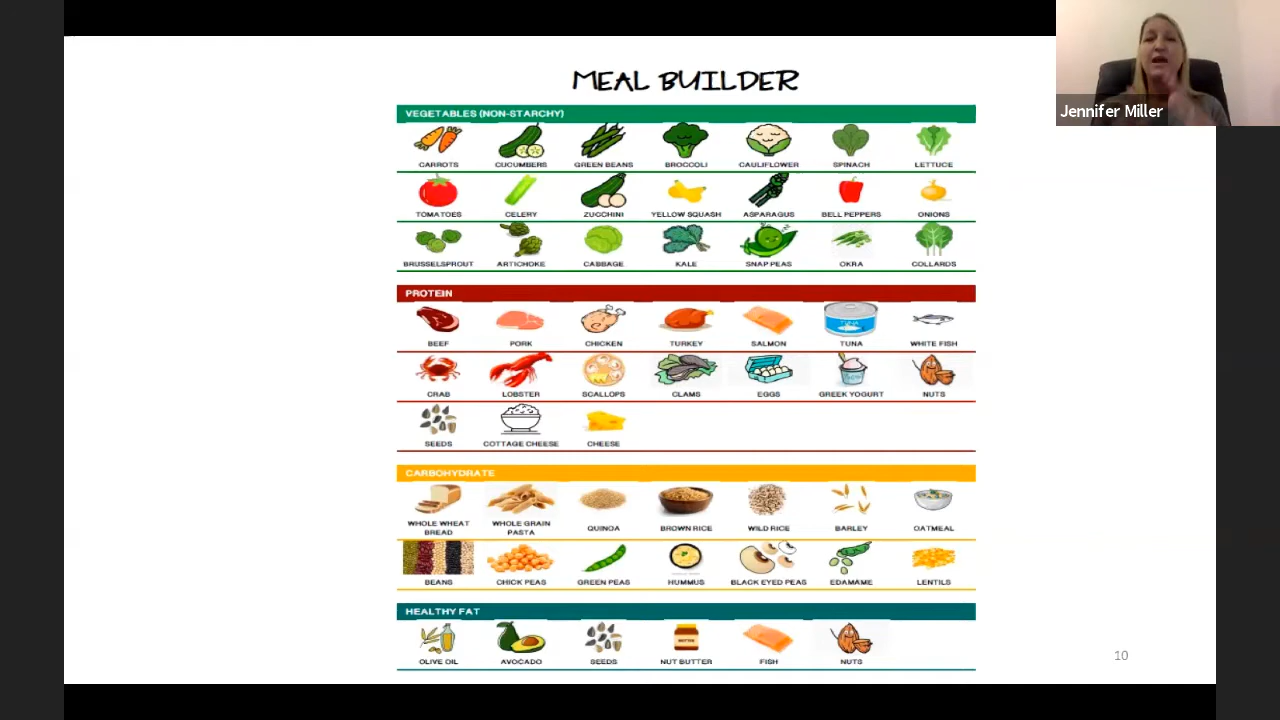 MEAL BUILDER
Jennifer Miller
VEGETABLES (NON-STARCHY)
CARROTS CUCUMBERS GREEN BEANS BROCCOLI CAULIFLOWER SPINACH LETTUCE
TOMATOES CELERY ZUCCHINI YELLOW SQUASH ASPARAGUS BELL PEPPERS ONIONS
BRUSSELSPROUT ARTICHOKE CABBAGE KALE SNAP PEAS OKRA COLLARDS
PROTEIN
TUNA
BEEF PORK CHICKEN TURKEY SALMON TUNA WHITE FISH
CRAB LOBSTER SCALLOPS CLAMS EGGS GREEK YOGURT NUTS
SEEDS COTTAGE CHEESE CHEESE
CARBOHYDRATE
WHOLE WHEAT BREAD WHOLE GRAIN PASTA QUINOA BROWN RICE WILD RICE BARLEY OATMEAL
BEANS CHICK PEAS GREEN PEAS HUMMUS BLACK EYED PEAS EDAMAME LENTILS
HEALTHY FAT
OLIVE OIL AVOCADO SEEDS NUT BUTTER FISH NUTS
10